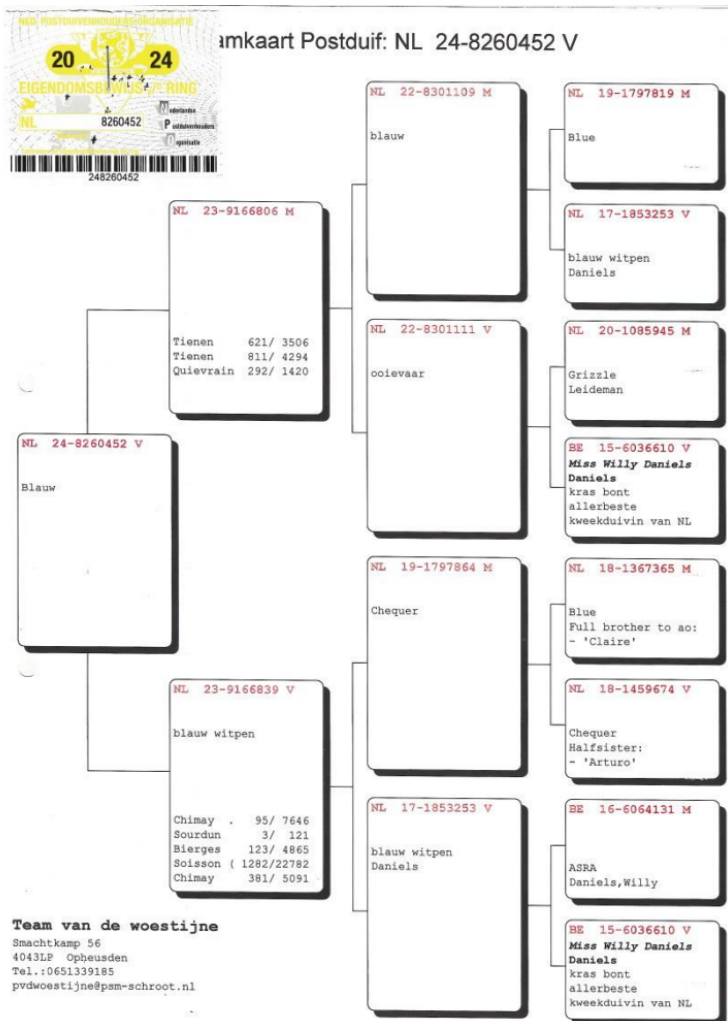 NED. POSTDUIVENHOUDERS-ORGANISATIE
20 24
EIGENDOMSBEWIJS v/n RING
NL 8260452
Nederlandse
Postduivenhouders
Organisatie
248260452
amkaart Postduif: NL 24-8260452 V
NL 24-8260452 V
Blauw
NL 23-9166806 M
Tienen 621/ 3506
Tienen 811/ 4294
Quievrain 292/ 1420
NL 23-9166839 V
blauw witpen
Chimay . 95/ 7646
Sourdun 3/ 121
Bierges 123/ 4865
Soisson ( 1282/22782
Chimay 381/ 5091
NL 22-8301109 M
blauw
NL 22-8301111 V
ooievaar
NL 19-1797864 M
Chequer
NL 17-1853253 V
blauw witpen
Daniels
NL 19-1797819 M
Blue
NL 17-1853253 V
blauw witpen
Daniels
NL 20-1085945 M
Grizzle
Leideman
BE 15-6036610 V
Miss Willy Daniels
Daniels
kras bont
allerbeste
kweekduivin van NL
NL 18-1367365 M
Blue
Full brother to ao:
- 'Claire'
NL 18-1459674 V
Chequer
Halfsister:
- 'Arturo'
BE 16-6064131 M
ASRA
Daniels,Willy
BE 15-6036610 V
Miss Willy Daniels
Daniels
kras bont
allerbeste
kweekduivin van NL
Team van de woestijne
Smachtkamp 56
4043LP Opheusden
Tel.:0651339185
pvdwoestijne@psm-schroot.nl